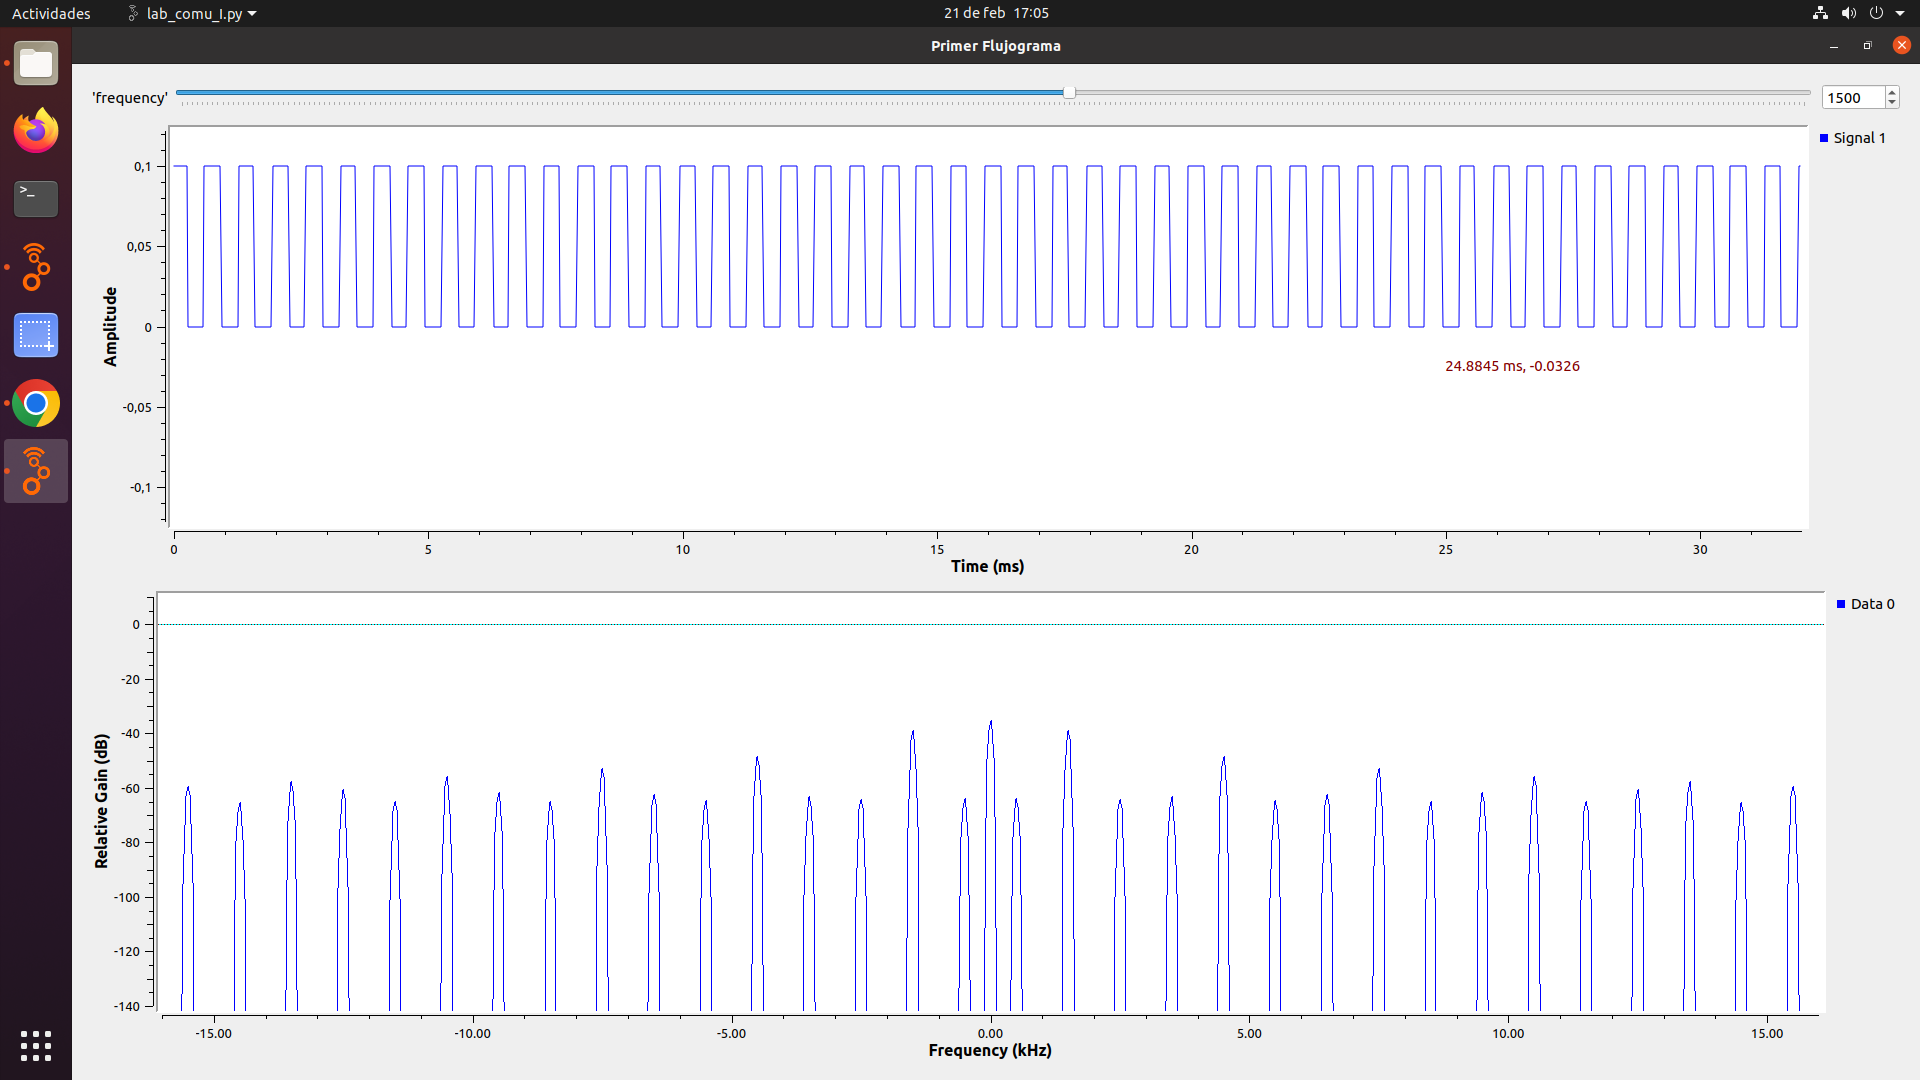 Actividades lab_comu_I.py 21 de feb 17:05
Primer Flujograma
'frequency' 1500
Signal 1
0,1
0,05
0
-0,05
-0,1
Amplitude
24.8845 ms, -0.0326
0 5 10 15 20 25 30
Time (ms)
Data 0
0
-20
-40
-60
-80
-100
-120
-140
Relative Gain (dB)
-15.00 -10.00 -5.00 0.00 5.00 10.00 15.00
Frequency (kHz)